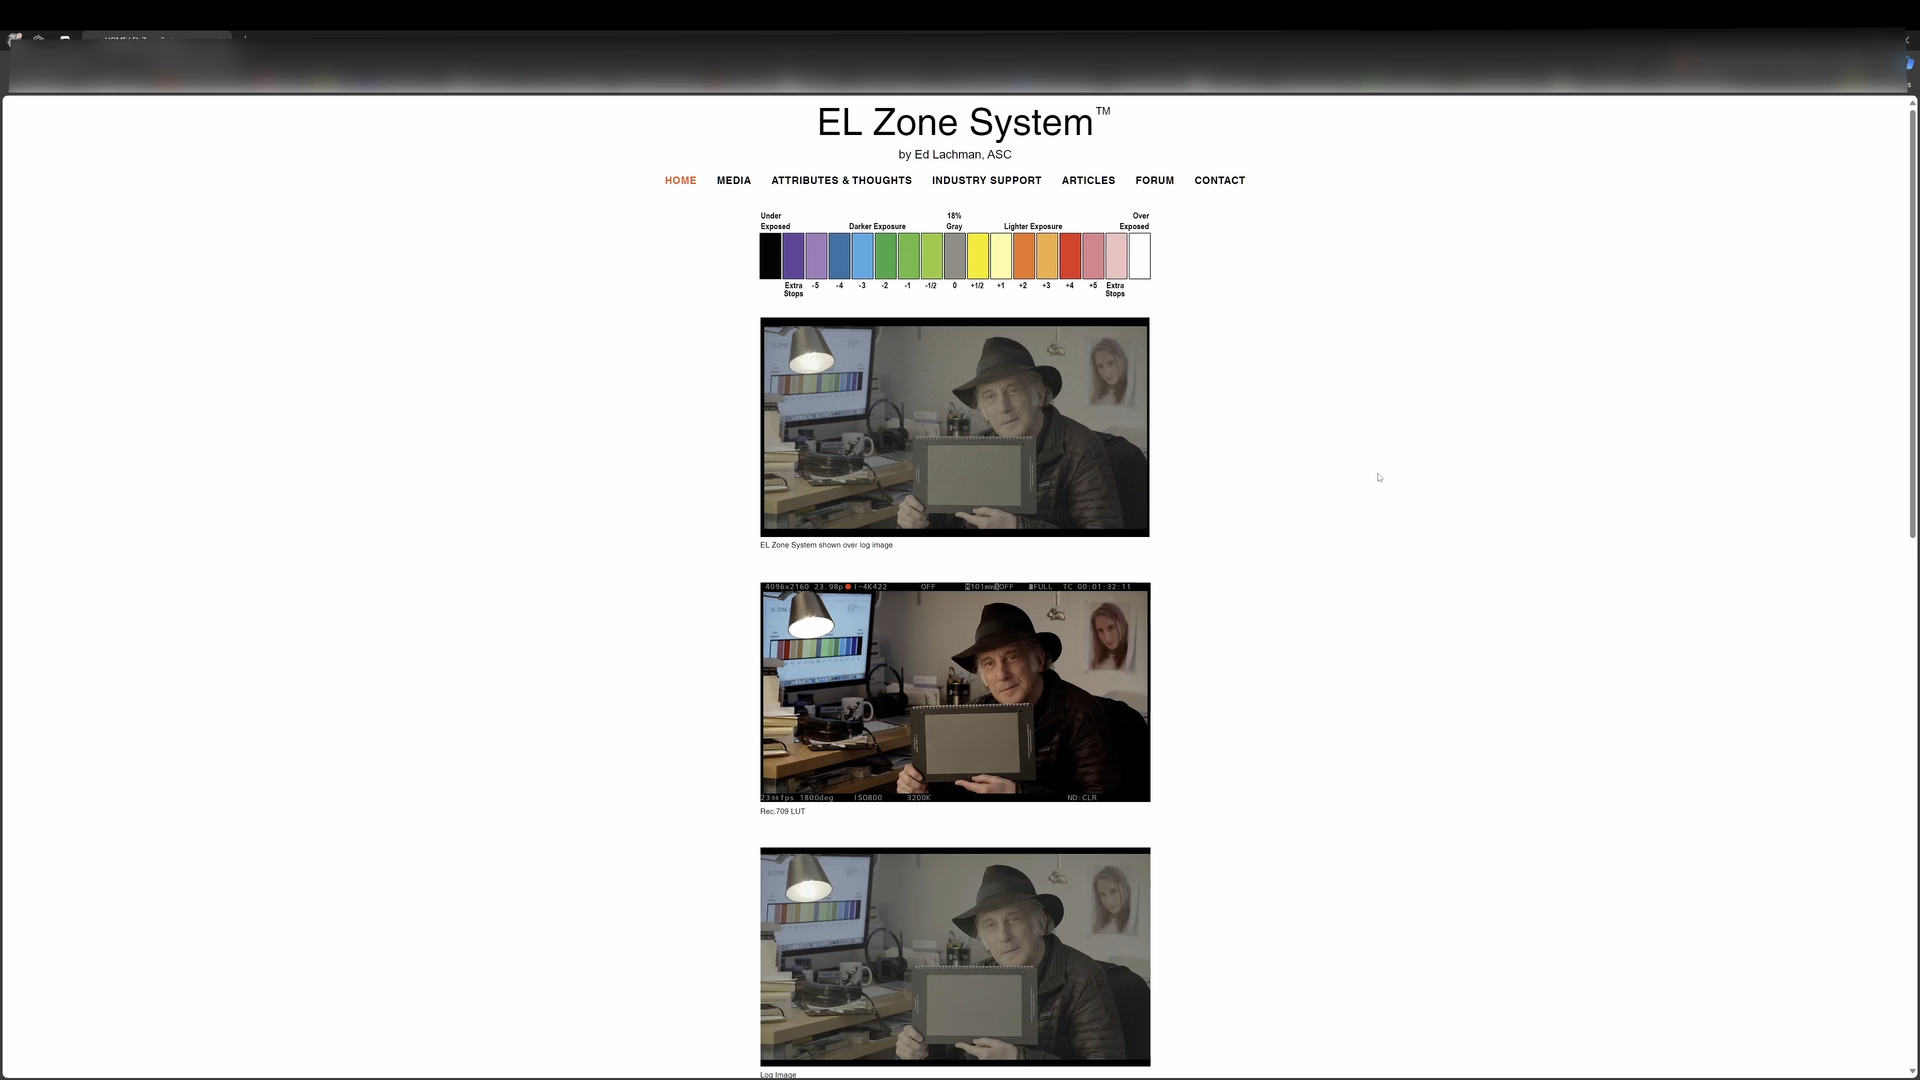 EL Zone System™
by Ed Lachman, ASC
HOME MEDIA ATTRIBUTES & THOUGHTS INDUSTRY SUPPORT ARTICLES FORUM CONTACT
Under Exposed
Darker Exposure
18% Gray
Lighter Exposure
Over Exposed
Extra Stops -5 -4 -3 -2 -1 -1/2 0 +1/2 +1 +2 +3 +4 +5 Extra Stops
EL Zone System shown over log image
4096x2160 23.98p I-4K422 OFF 101min OFF FULL TC 00:01:32:11
23.98fps 180.0deg ISO800 3200K ND:CLR
Rec.709 LUT
Log Image